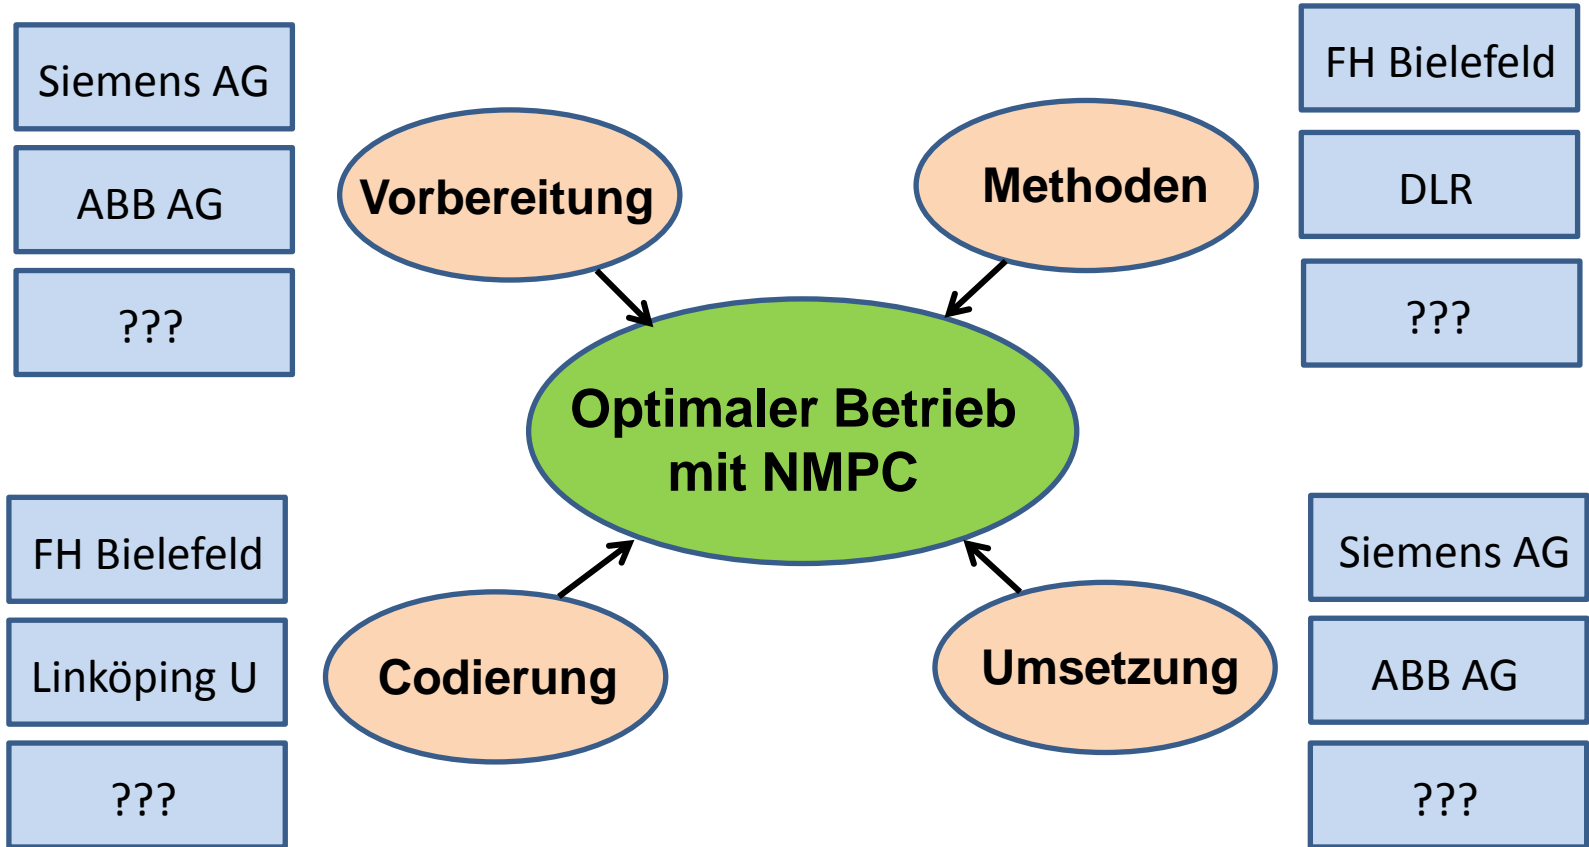 Siemens AG
ABB AG
???
Vorbereitung
Methoden
FH Bielefeld
DLR
???
Optimaler Betrieb
mit NMPC
FH Bielefeld
Linköping U
???
Codierung
Umsetzung
Siemens AG
ABB AG
???